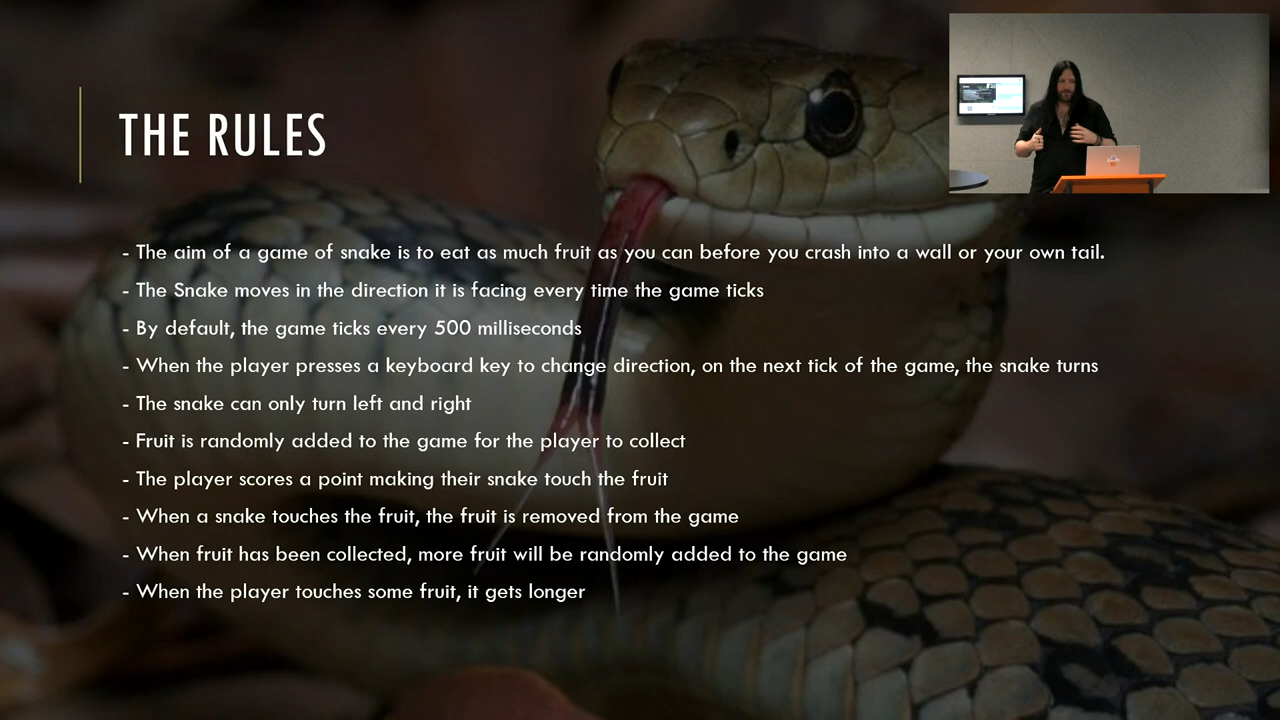 THE RULES
- The aim of a game of snake is to eat as much fruit as you can before you crash into a wall or your own tail.
- The Snake moves in the direction it is facing every time the game ticks
- By default, the game ticks every 500 milliseconds
- When the player presses a keyboard key to change direction, on the next tick of the game, the snake turns
- The snake can only turn left and right
- Fruit is randomly added to the game for the player to collect
- The player scores a point making their snake touch the fruit
- When a snake touches the fruit, the fruit is removed from the game
- When fruit has been collected, more fruit will be randomly added to the game
- When the player touches some fruit, it gets longer